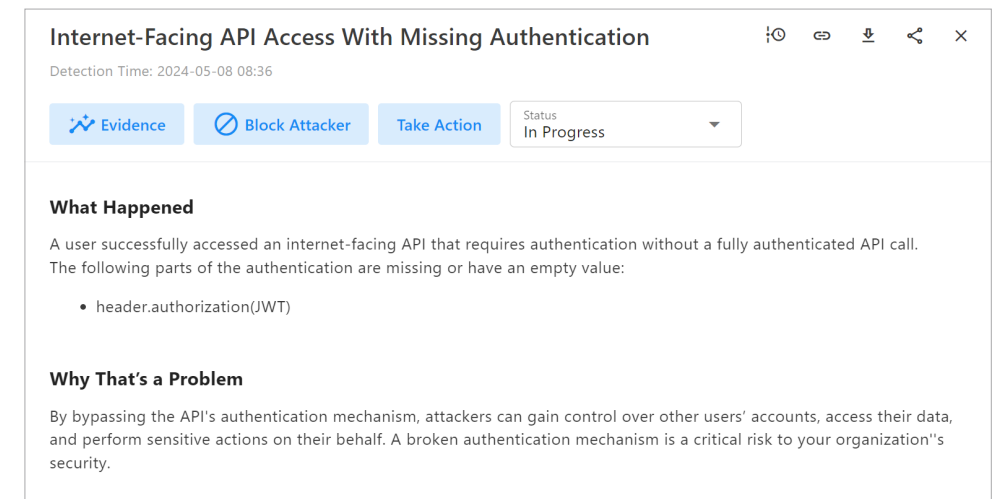 Internet-Facing API Access With Missing Authentication
Detection Time: 2024-05-08 08:36
Evidence
Block Attacker
Take Action
Status
In Progress
What Happened
A user successfully accessed an internet-facing API that requires authentication without a fully authenticated API call.
The following parts of the authentication are missing or have an empty value:
• header.authorization(JWT)
Why That’s a Problem
By bypassing the API's authentication mechanism, attackers can gain control over other users’ accounts, access their data,
and perform sensitive actions on their behalf. A broken authentication mechanism is a critical risk to your organization''s
security.